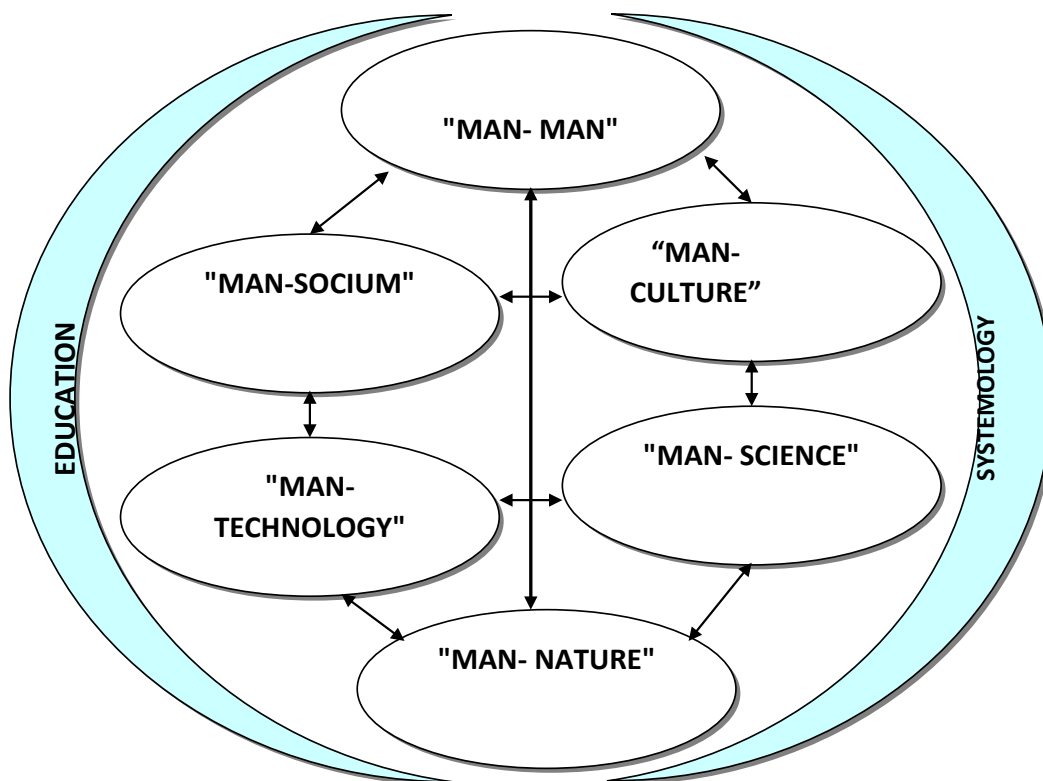 "MAN- MAN"
"MAN-SOCIUM"
“MAN-
CULTURE”
EDUCATION
SYSTEMOLOGY
"MAN-
TECHNOLOGY"
"MAN- SCIENCE"
"MAN- NATURE"